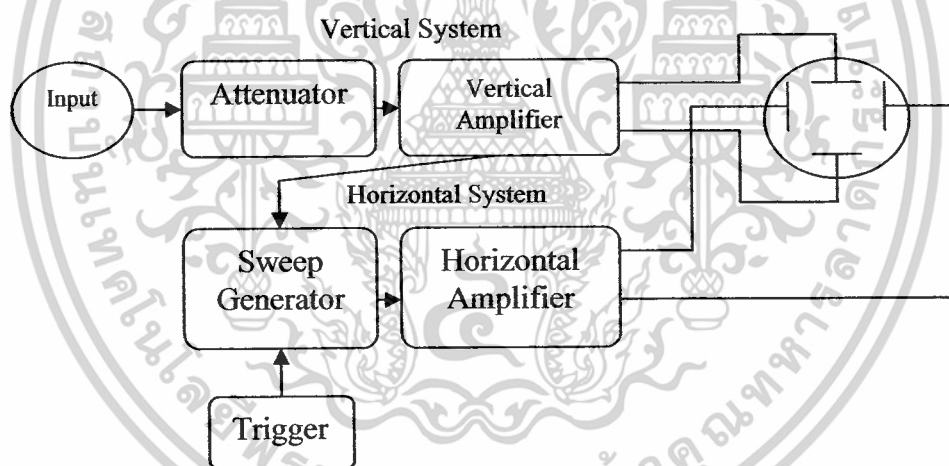 Vertical System
Input
Attenuator
Vertical
Amplifier
Horizontal System
Sweep
Generator
Horizontal
Amplifier
Trigger